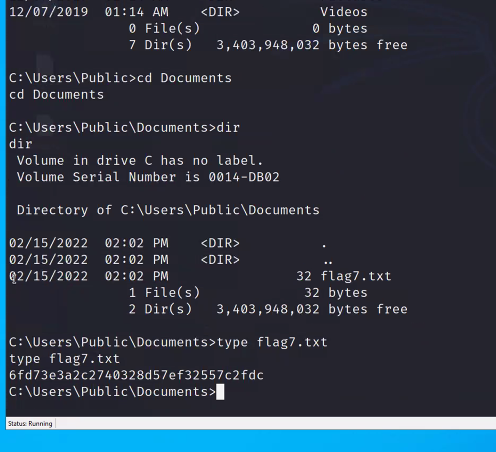 12/07/2019  01:14 AM    <DIR>          Videos
               0 File(s)              0 bytes
               7 Dir(s)   3,403,948,032 bytes free
C:\Users\Public>cd Documents
cd Documents
C:\Users\Public\Documents>dir
dir
 Volume in drive C has no label.
 Volume Serial Number is 0014-DB02
 Directory of C:\Users\Public\Documents
02/15/2022  02:02 PM    <DIR>          .
02/15/2022  02:02 PM    <DIR>          ..
02/15/2022  02:02 PM                32 flag7.txt
               1 File(s)             32 bytes
               2 Dir(s)   3,403,948,032 bytes free
C:\Users\Public\Documents>type flag7.txt
type flag7.txt
6fd73e3a2c2740328d57ef32557c2fdc
C:\Users\Public\Documents>
Status: Running